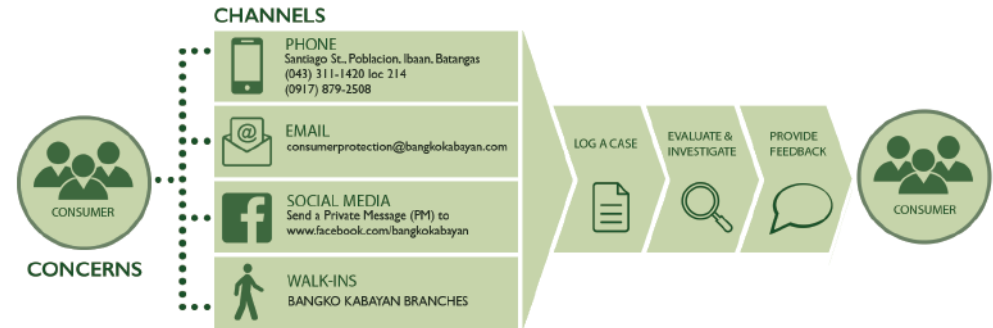 CHANNELS
PHONE
Santiago St., Poblacion, Ibaan, Batangas
(043) 311-1420 loc 214
(0917) 879-2508
EMAIL
consumerprotection@bangkokabayan.com
SOCIAL MEDIA
Send a Private Message (PM) to
www.facebook.com/bangkokabayan
WALK-INS
BANGKO KABAYAN BRANCHES
CONSUMER
CONCERNS
LOG A CASE
EVALUATE &
INVESTIGATE
PROVIDE
FEEDBACK
CONSUMER